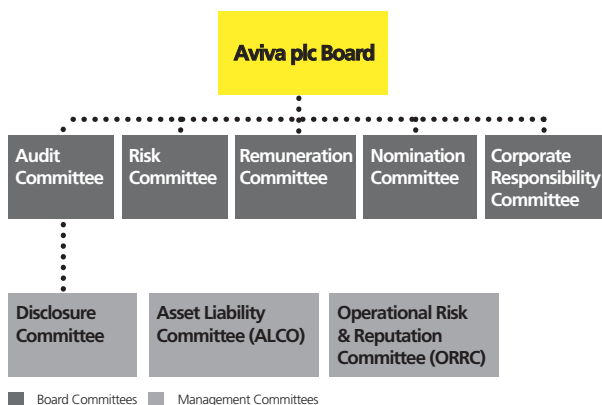 Aviva plc Board
Audit
Committee
Risk
Committee
Remuneration
Committee
Nomination
Committee
Corporate
Responsibility
Committee
Disclosure
Committee
Asset Liability
Committee (ALCO)
Operational Risk
& Reputation
Committee (ORRC)
Board Committees
Management Committees